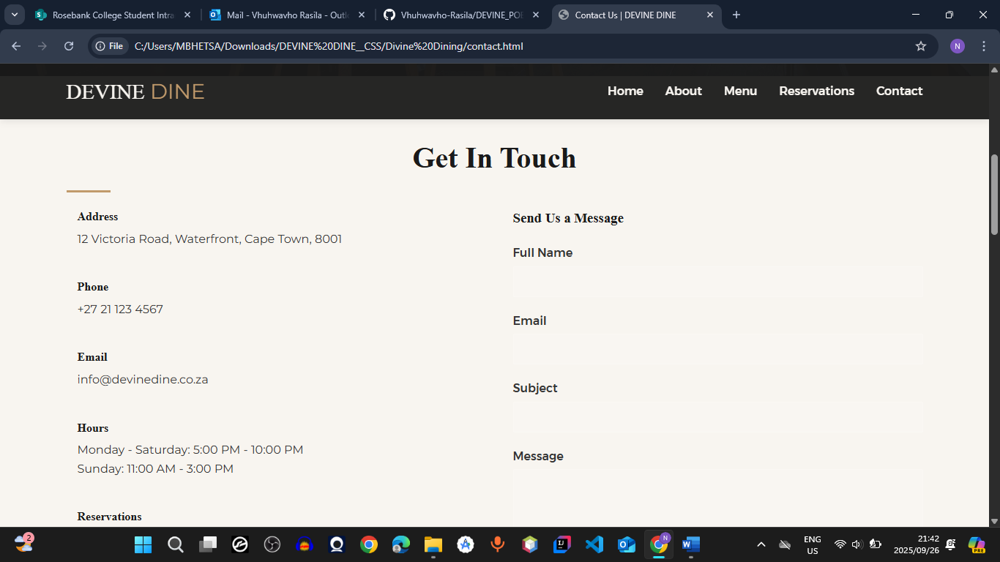 Rosebank College Student Intra
Mail - Vhuhwavho Rasila - Outl
Vhuhwavho-Rasila/DEVINE_POE
Contact Us | DEVINE DINE
File
C:/Users/MBHETSA/Downloads/DEVINE%20DINE__CSS/Divine%20Dining/contact.html
N
DEVINE DINE
Home
About
Menu
Reservations
Contact
Get In Touch
Address
12 Victoria Road, Waterfront, Cape Town, 8001
Phone
+27 21 123 4567
Email
info@devinedine.co.za
Hours
Monday - Saturday: 5:00 PM - 10:00 PM
Sunday: 11:00 AM - 3:00 PM
Reservations
Send Us a Message
Full Name
Email
Subject
Message
2
N
ENG
US
21:42
2025/09/26
PRE